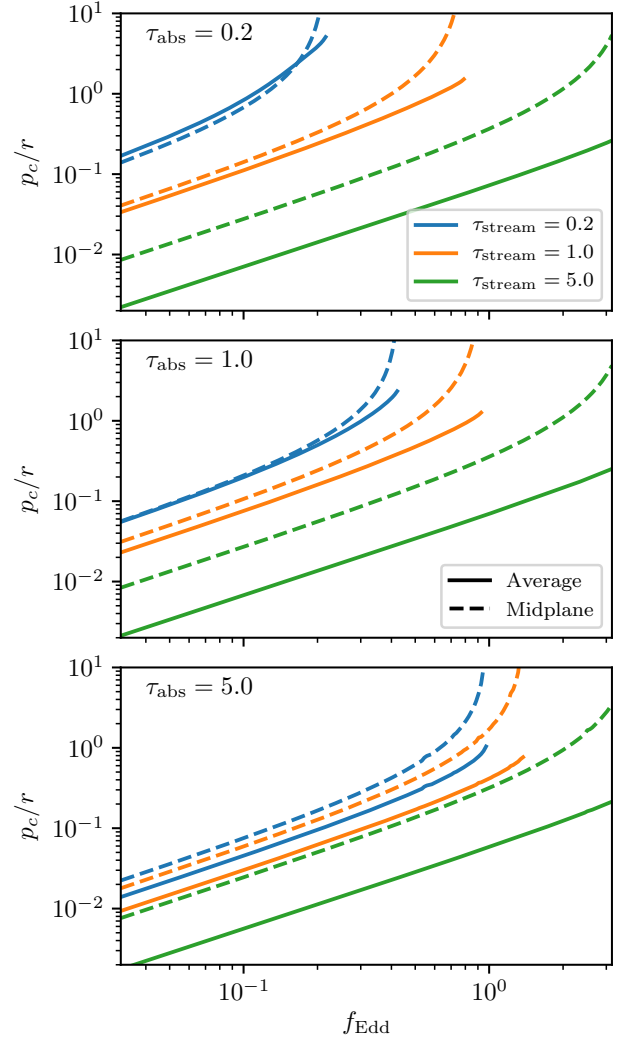 τ_abs = 0.2
10^1
10^0
10^−1
10^−2
p_c/r
τ_stream = 0.2
τ_stream = 1.0
τ_stream = 5.0
τ_abs = 1.0
10^1
10^0
10^−1
10^−2
p_c/r
Average
Midplane
τ_abs = 5.0
10^1
10^0
10^−1
10^−2
p_c/r
10^−1 10^0
f_Edd